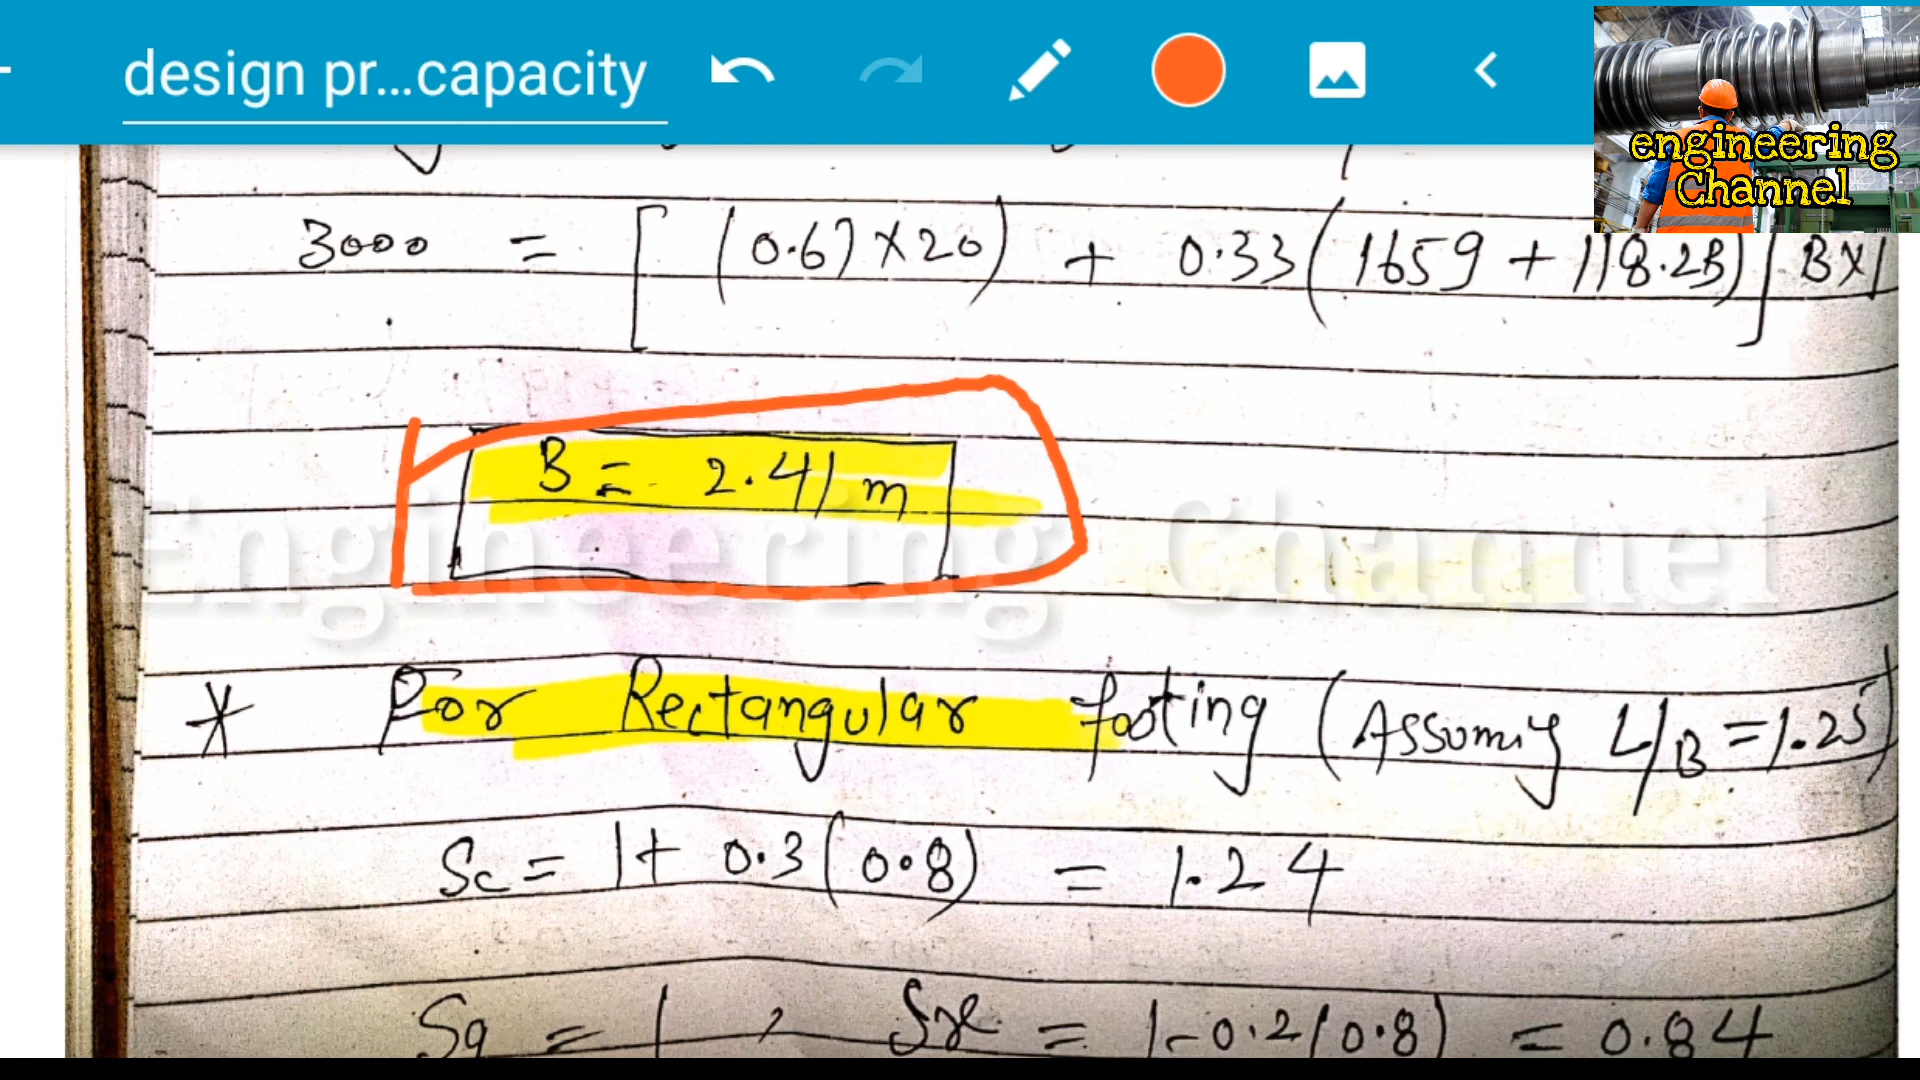 design pr...capacity
engineering
Channel
3000 = [ (0.67 × 20) + 0.33 ( 1659 + 118.2B) ] B×1
B = 2.41 m
Engineering Channel
* For Rectangular footing (Assuming L/B = 1.25)
Sc = 1 + 0.3 (0.8) = 1.24
Sq = 1 , Sγ = 1 - 0.2 (0.8) = 0.84